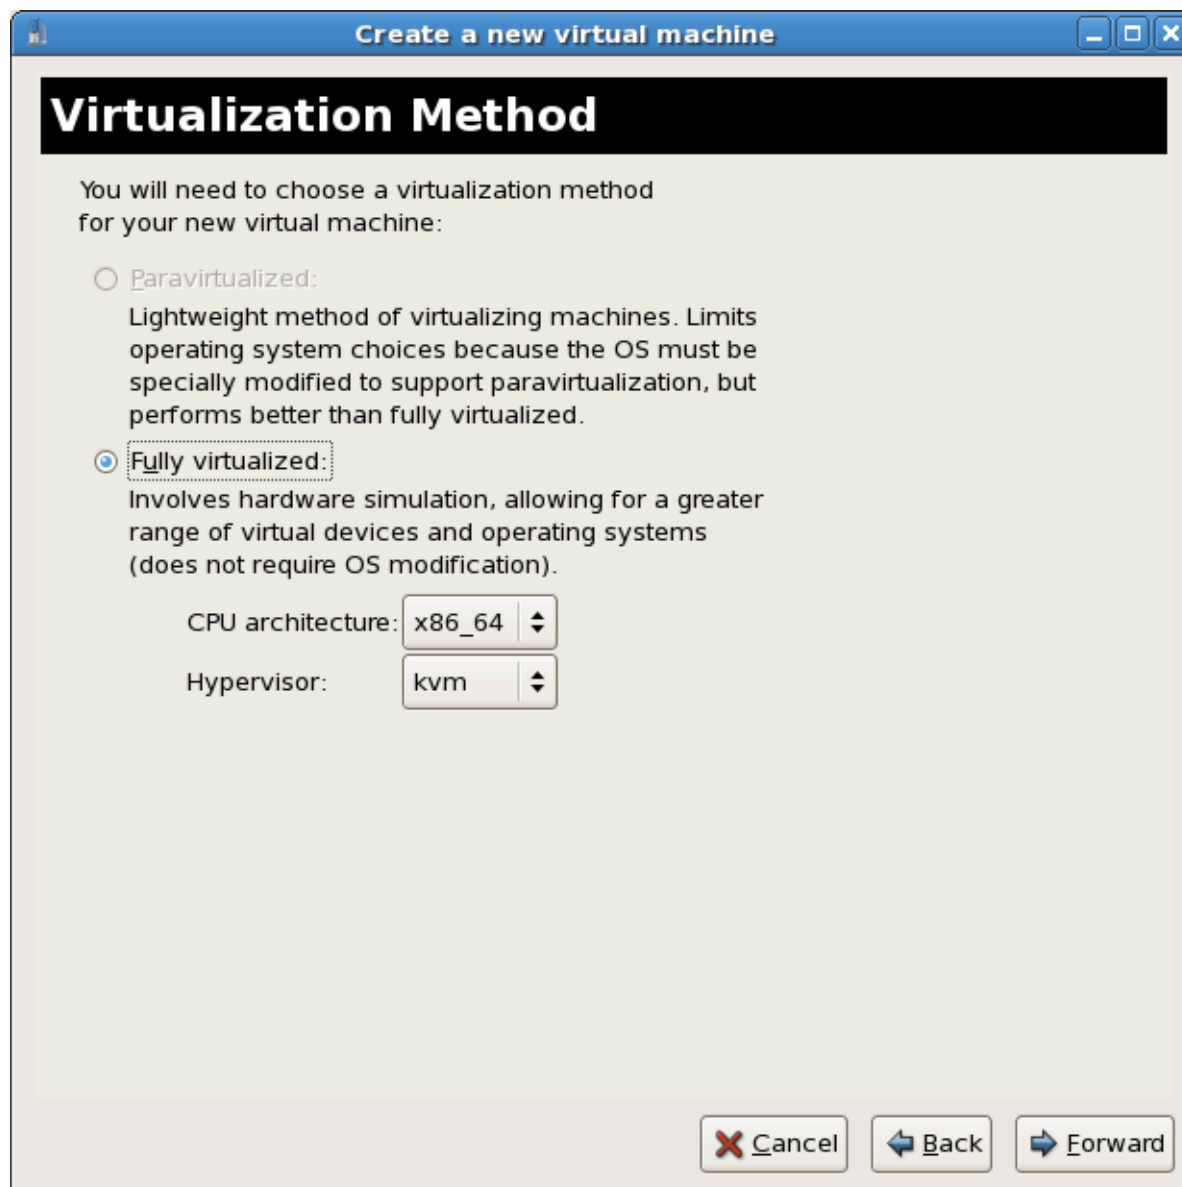 Create a new virtual machine
Virtualization Method
You will need to choose a virtualization method
for your new virtual machine:
Paravirtualized:
Lightweight method of virtualizing machines. Limits
operating system choices because the OS must be
specially modified to support paravirtualization, but
performs better than fully virtualized.
Fully virtualized:
Involves hardware simulation, allowing for a greater
range of virtual devices and operating systems
(does not require OS modification).
CPU architecture: x86_64
Hypervisor: kvm
Cancel Back Forward